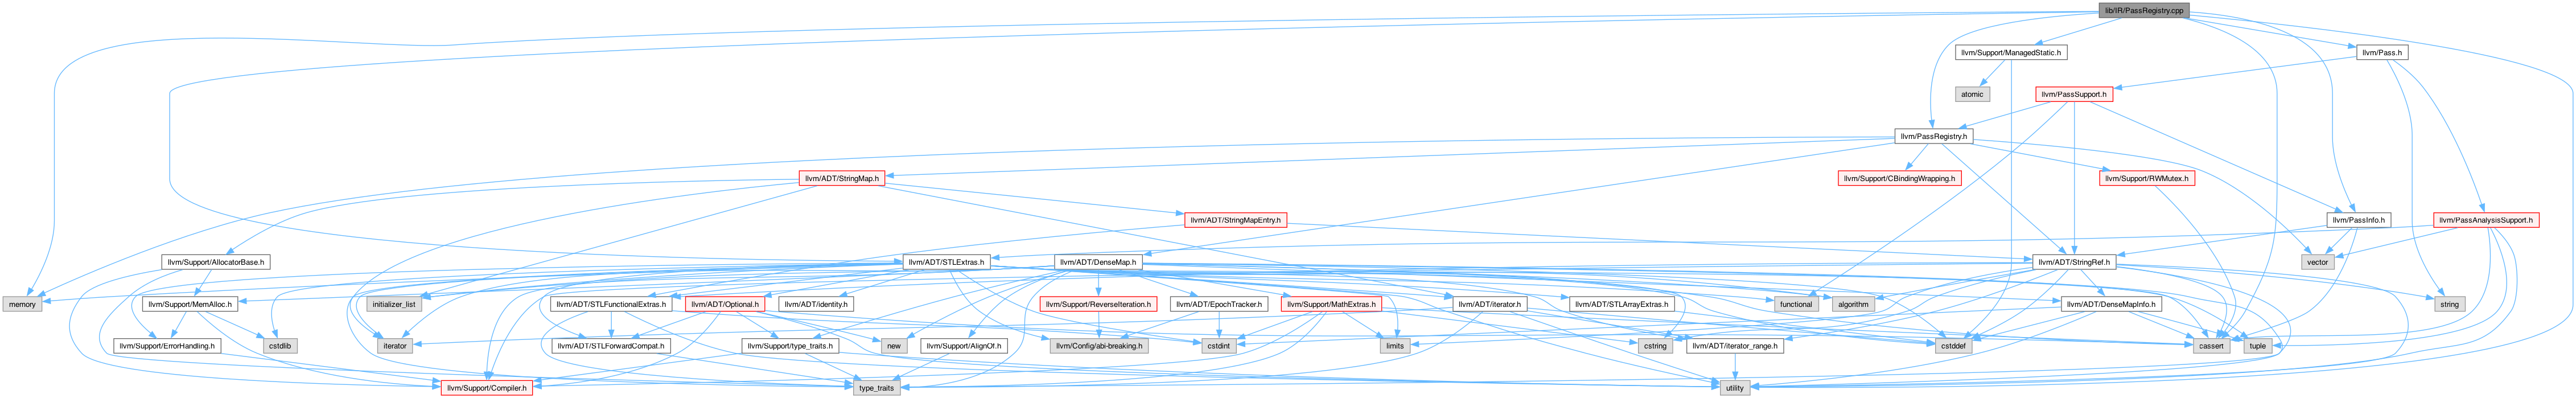 lib/IR/PassRegistry.cpp
llvm/Support/ManagedStatic.h
llvm/Pass.h
atomic
llvm/PassSupport.h
llvm/PassRegistry.h
llvm/ADT/StringMap.h
llvm/Support/CBindingWrapping.h
llvm/Support/RWMutex.h
llvm/ADT/StringMapEntry.h
llvm/PassInfo.h
llvm/PassAnalysisSupport.h
llvm/Support/AllocatorBase.h
llvm/ADT/STLExtras.h
llvm/ADT/DenseMap.h
llvm/ADT/StringRef.h
vector
memory
llvm/Support/MemAlloc.h
initializer_list
llvm/ADT/STLFunctionalExtras.h
llvm/ADT/Optional.h
llvm/ADT/identity.h
llvm/Support/ReverseIteration.h
llvm/ADT/EpochTracker.h
llvm/Support/MathExtras.h
llvm/ADT/iterator.h
llvm/ADT/STLArrayExtras.h
functional
algorithm
llvm/ADT/DenseMapInfo.h
string
llvm/Support/ErrorHandling.h
cstdlib
iterator
llvm/ADT/STLForwardCompat.h
llvm/Support/type_traits.h
new
llvm/Support/AlignOf.h
llvm/Config/abi-breaking.h
cstdint
limits
cstring
llvm/ADT/iterator_range.h
cstddef
cassert
tuple
llvm/Support/Compiler.h
type_traits
utility